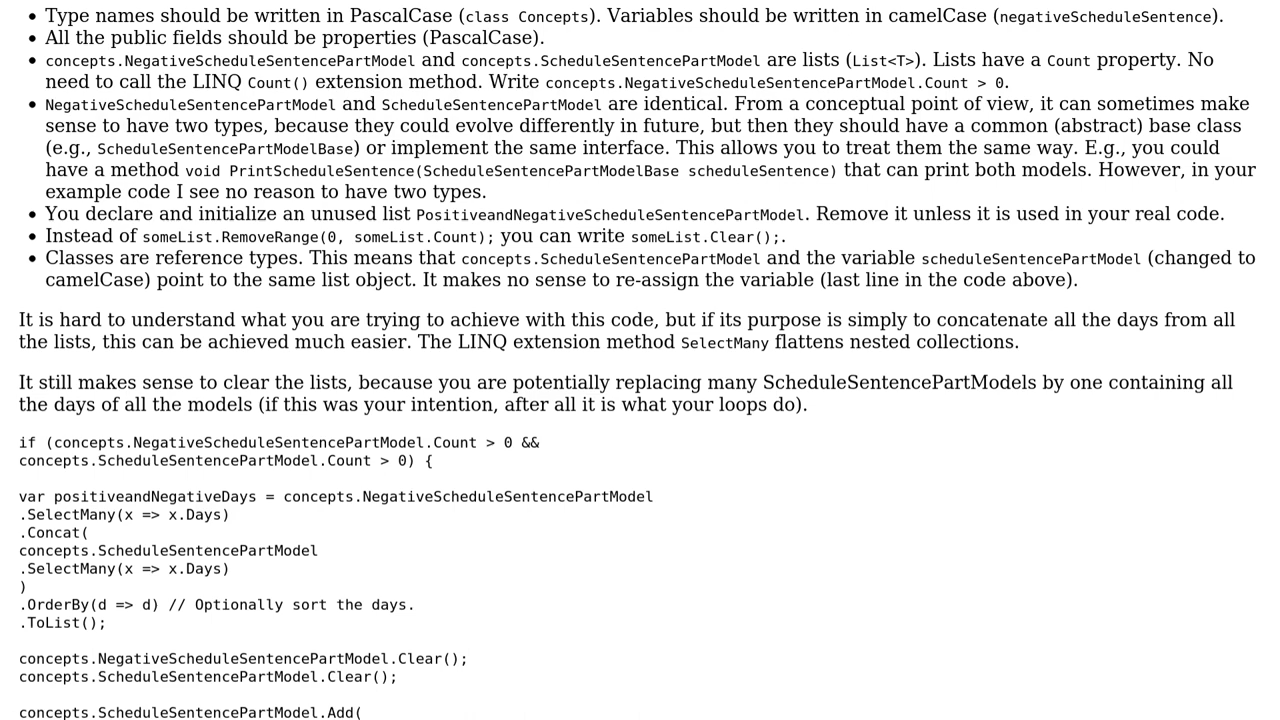 • Type names should be written in PascalCase (class Concepts). Variables should be written in camelCase (negativeScheduleSentence).
• All the public fields should be properties (PascalCase).
• concepts.NegativeScheduleSentencePartModel and concepts.ScheduleSentencePartModel are lists (List<T>). Lists have a Count property. No
need to call the LINQ Count() extension method. Write concepts.NegativeScheduleSentencePartModel.Count > 0.
• NegativeScheduleSentencePartModel and ScheduleSentencePartModel are identical. From a conceptual point of view, it can sometimes make
sense to have two types, because they could evolve differently in future, but then they should have a common (abstract) base class
(e.g., ScheduleSentencePartModelBase) or implement the same interface. This allows you to treat them the same way. E.g., you could
have a method void PrintScheduleSentence(ScheduleSentencePartModelBase scheduleSentence) that can print both models. However, in your
example code I see no reason to have two types.
• You declare and initialize an unused list PositiveandNegativeScheduleSentencePartModel. Remove it unless it is used in your real code.
• Instead of someList.RemoveRange(0, someList.Count); you can write someList.Clear();.
• Classes are reference types. This means that concepts.ScheduleSentencePartModel and the variable scheduleSentencePartModel (changed to
camelCase) point to the same list object. It makes no sense to re-assign the variable (last line in the code above).
It is hard to understand what you are trying to achieve with this code, but if its purpose is simply to concatenate all the days from all
the lists, this can be achieved much easier. The LINQ extension method SelectMany flattens nested collections.
It still makes sense to clear the lists, because you are potentially replacing many ScheduleSentencePartModels by one containing all
the days of all the models (if this was your intention, after all it is what your loops do).
if (concepts.NegativeScheduleSentencePartModel.Count > 0 &&
concepts.ScheduleSentencePartModel.Count > 0) {
var positiveandNegativeDays = concepts.NegativeScheduleSentencePartModel
.SelectMany(x => x.Days)
.Concat(
concepts.ScheduleSentencePartModel
.SelectMany(x => x.Days)
)
.OrderBy(d => d) // Optionally sort the days.
.ToList();
concepts.NegativeScheduleSentencePartModel.Clear();
concepts.ScheduleSentencePartModel.Clear();
concepts.ScheduleSentencePartModel.Add(